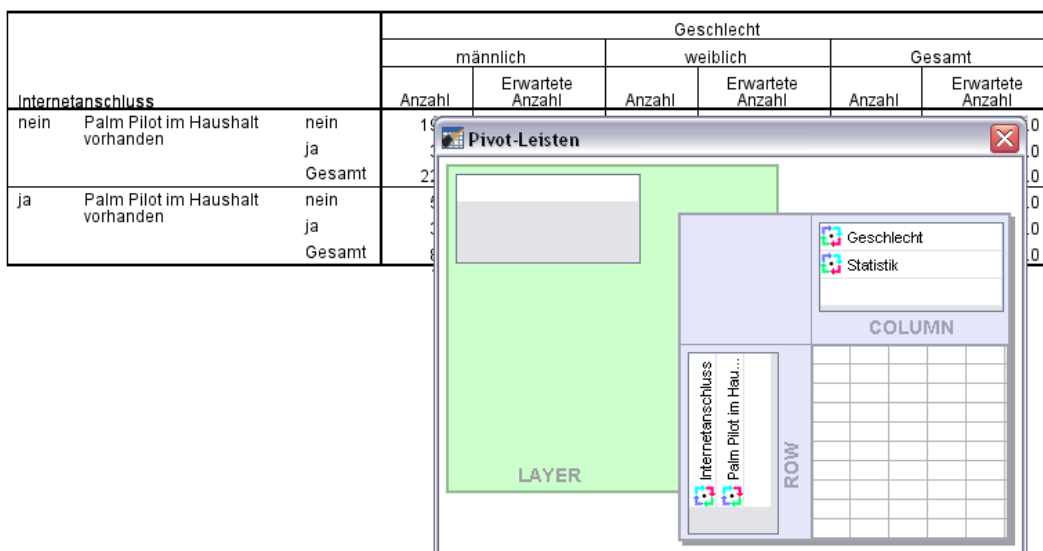 Geschlecht
männlich weiblich Gesamt
Internetanschluss Anzahl Erwartete Anzahl Anzahl Erwartete Anzahl Anzahl Erwartete Anzahl
nein Palm Pilot im Haushalt vorhanden nein
ja
Gesamt
ja Palm Pilot im Haushalt vorhanden nein
ja
Gesamt
Pivot-Leisten
Geschlecht
Statistik
COLUMN
Internetanschluss
Palm Pilot im Hau...
ROW
LAYER